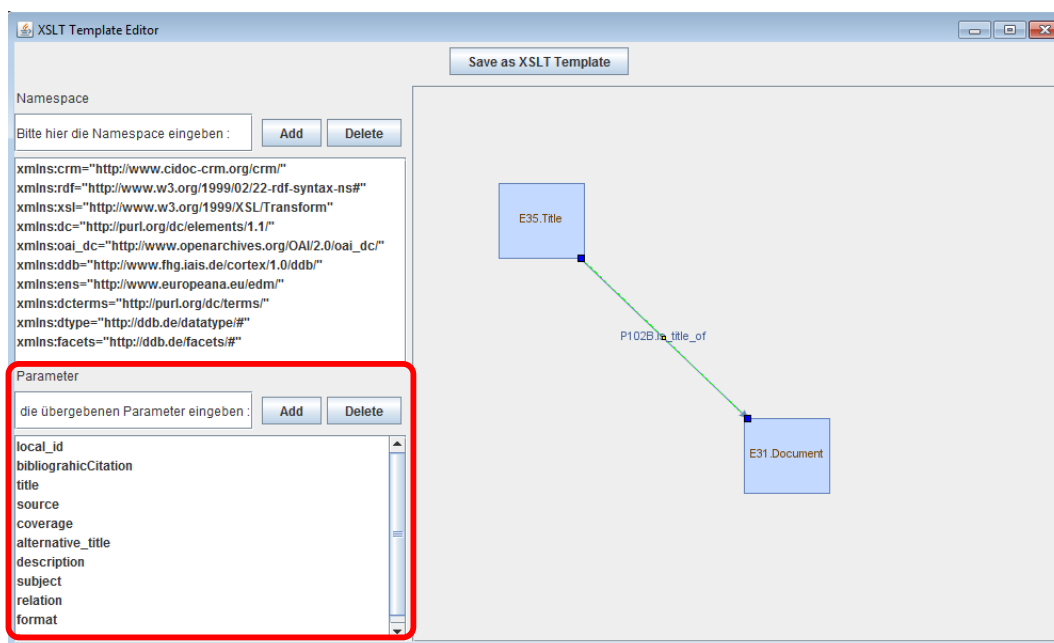 XSLT Template Editor
Save as XSLT Template
Namespace
Bitte hier die Namespace eingeben :
Add
Delete
xmlns:crm="http://www.cidoc-crm.org/crm/"
xmlns:rdf="http://www.w3.org/1999/02/22-rdf-syntax-ns#"
xmlns:xsl="http://www.w3.org/1999/XSL/Transform"
xmlns:dc="http://purl.org/dc/elements/1.1/"
xmlns:oai_dc="http://www.openarchives.org/OAI/2.0/oai_dc/"
xmlns:ddb="http://www.fhg.iais.de/cortex/1.0/ddb/"
xmlns:ens="http://www.europeana.eu/edm/"
xmlns:dcterms="http://purl.org/dc/terms/"
xmlns:dtype="http://ddb.de/datatype/#"
xmlns:facets="http://ddb.de/facets/#"
Parameter
die übergebenen Parameter eingeben :
Add
Delete
local_id
bibliograhicCitation
title
source
coverage
alternative_title
description
subject
relation
format
E35.Title
P102B.is_title_of
E31.Document